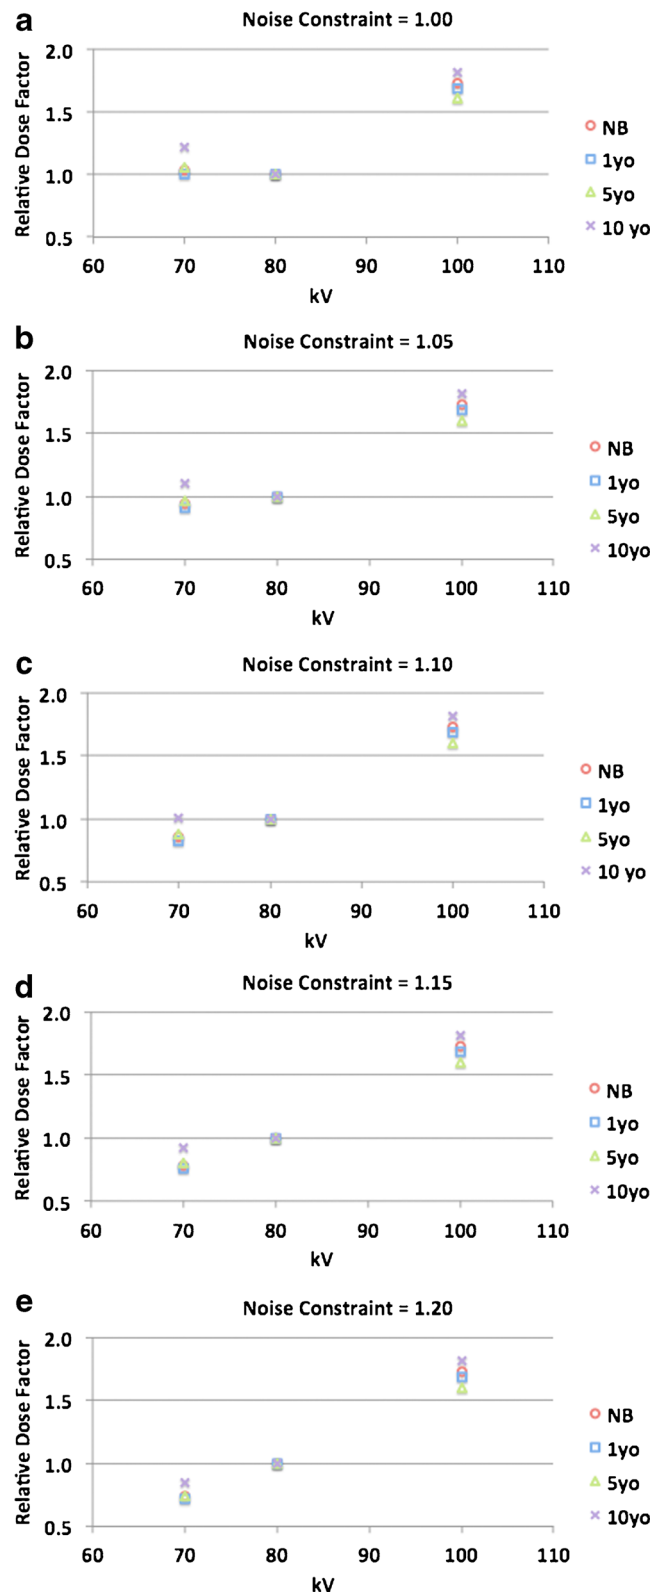 a
Noise Constraint = 1.00
Relative Dose Factor
2.0
1.5
1.0
0.5
60 70 80 90 100 110
kV
NB
1yo
5yo
10 yo
b
Noise Constraint = 1.05
Relative Dose Factor
2.0
1.5
1.0
0.5
60 70 80 90 100 110
kV
NB
1yo
5yo
10yo
c
Noise Constraint = 1.10
Relative Dose Factor
2.0
1.5
1.0
0.5
60 70 80 90 100 110
kV
NB
1yo
5yo
10 yo
d
Noise Constraint = 1.15
Relative Dose Factor
2.0
1.5
1.0
0.5
60 70 80 90 100 110
kV
NB
1yo
5yo
10yo
e
Noise Constraint = 1.20
Relative Dose Factor
2.0
1.5
1.0
0.5
60 70 80 90 100 110
kV
NB
1yo
5yo
10yo